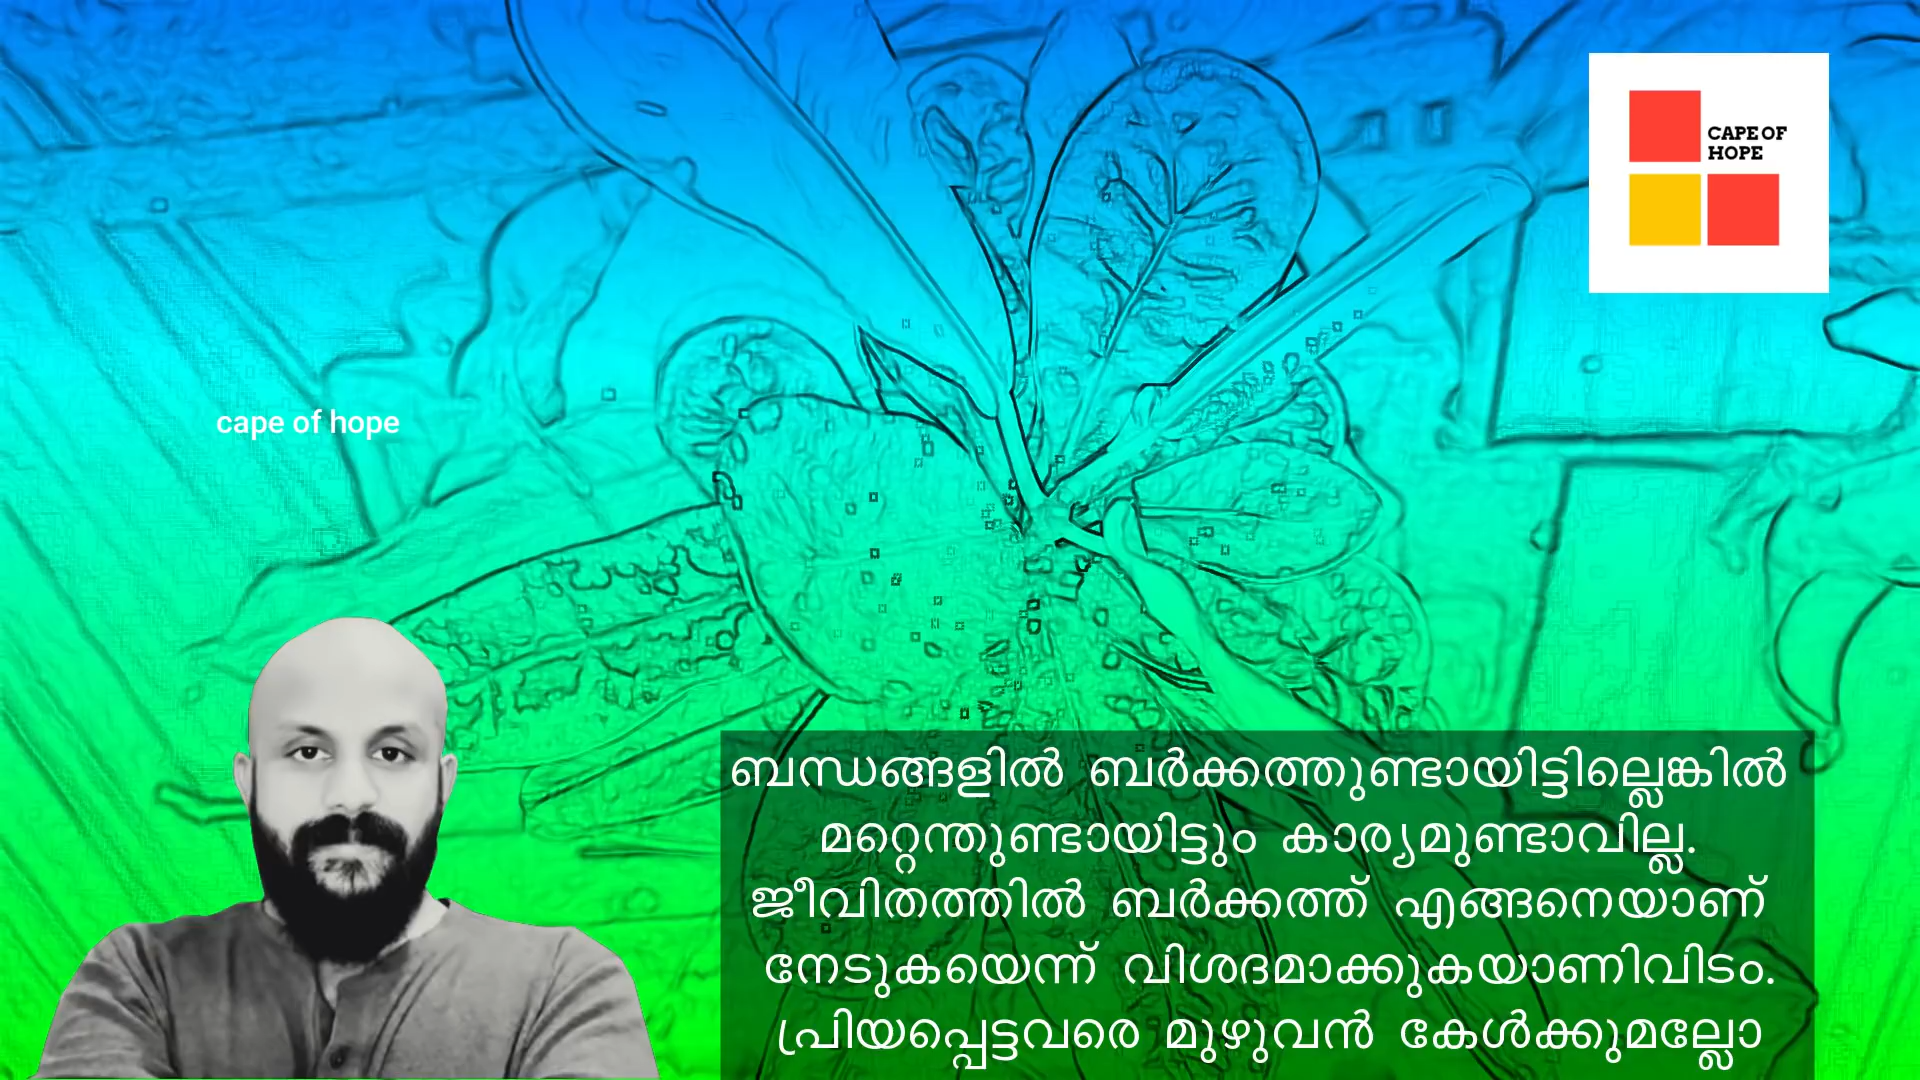 CAPE OF
HOPE
cape of hope
ബന്ധങ്ങളിൽ ബർക്കത്തുണ്ടായിട്ടില്ലെങ്കിൽ
മറ്റെന്തുണ്ടായിട്ടും കാര്യമുണ്ടാവില്ല.
ജീവിതത്തിൽ ബർക്കത്ത് എങ്ങനെയാണ്
നേടുകയെന്ന് വിശദമാക്കുകയാണിവിടം.
പ്രിയപ്പെട്ടവരെ മുഴുവൻ കേൾക്കുമല്ലോ